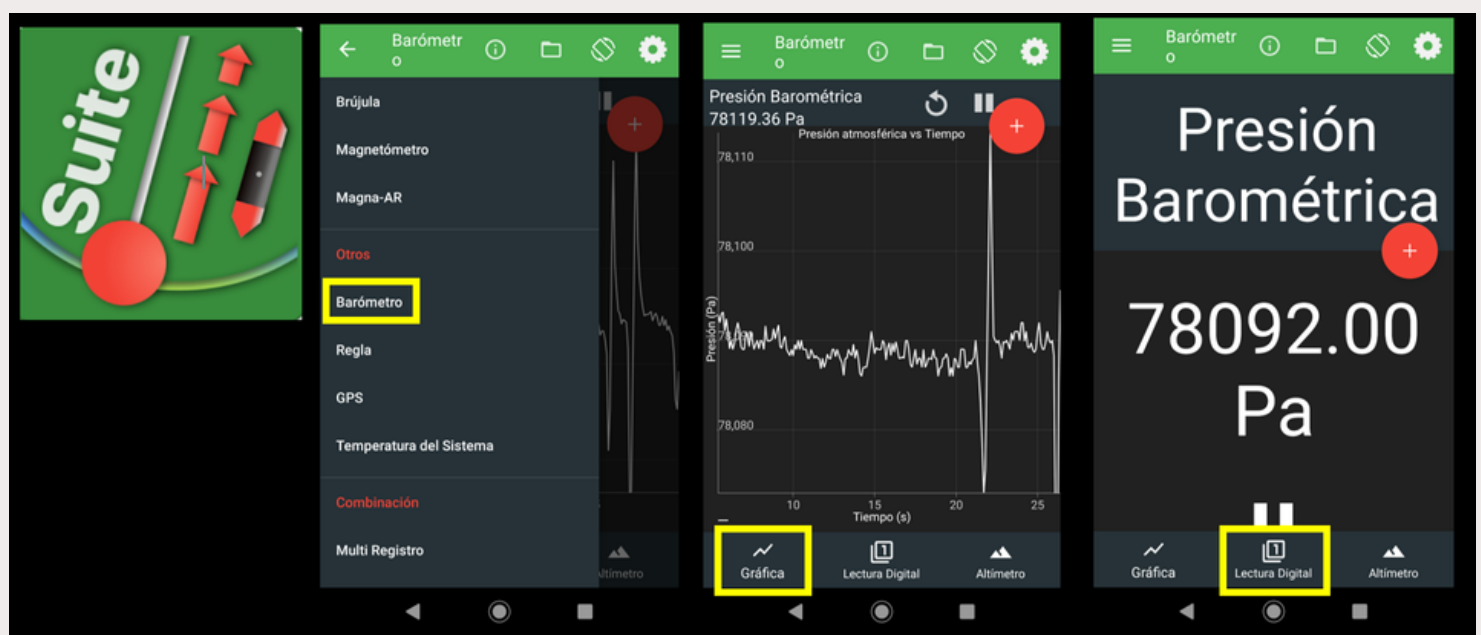 Suite
Barómetr
o
Brújula
Magnetómetro
Magna-AR
Otros
Barómetro
Regla
GPS
Temperatura del Sistema
Combinación
Multi Registro
Barómetr
o
Presión Barométrica
78119.36 Pa
Presión atmosférica vs Tiempo
78,110
78,100
78,080
Presión (Pa)
10 15 20 25
Tiempo (s)
Gráfica Lectura Digital Altímetro
Barómetr
o
Presión
Barométrica
78092.00
Pa
Gráfica Lectura Digital Altímetro